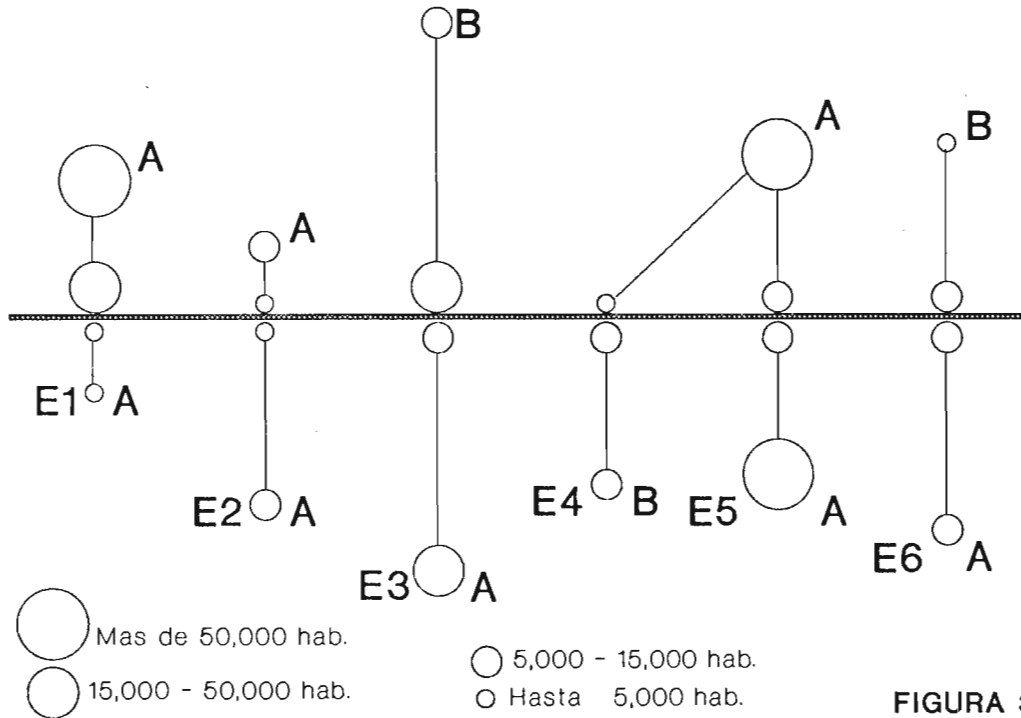 B
A
A
B
A
E1 A
E2 A
E3 A
E4 B
E5 A
E6 A
Mas de 50,000 hab.
15,000 - 50,000 hab.
5,000 - 15,000 hab.
Hasta 5,000 hab.
FIGURA